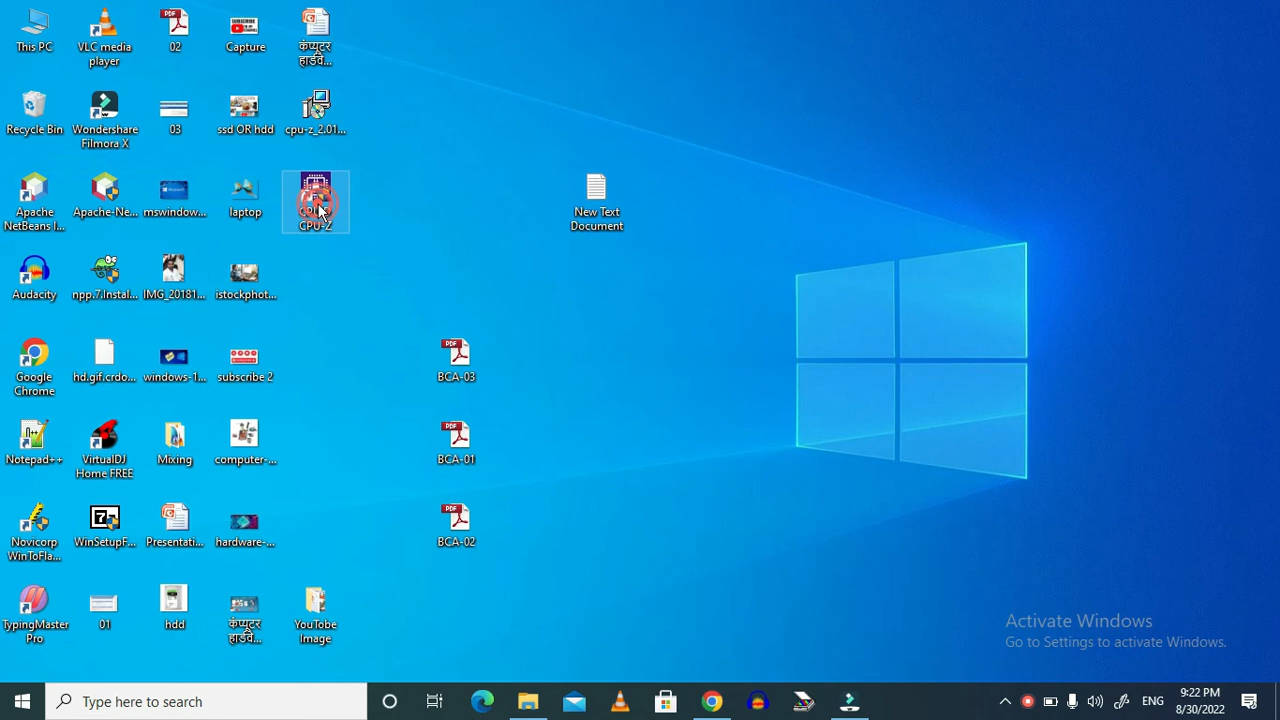 This PC
VLC media
player
02
Capture
कंप्यूटर
हार्डवे...
Recycle Bin
Wondershare
Filmora X
03
ssd OR hdd
cpu-z_2.01...
Apache
NetBeans I...
Apache-Ne...
mswindow...
laptop
CPU-Z
New Text
Document
Audacity
npp.7.Instal...
IMG_20181...
istockphot...
Google
Chrome
hd.gif.crdo...
windows-1...
subscribe 2
BCA-03
Notepad++
VirtualDJ
Home FREE
Mixing
computer-...
BCA-01
Novicorp
WinToFla...
WinSetupF...
Presentati...
hardware-...
BCA-02
TypingMaster
Pro
01
hdd
कंप्यूटर
हार्डवे...
YouTobe
Image
Activate Windows
Go to Settings to activate Windows.
Type here to search
ENG
9:22 PM
8/30/2022